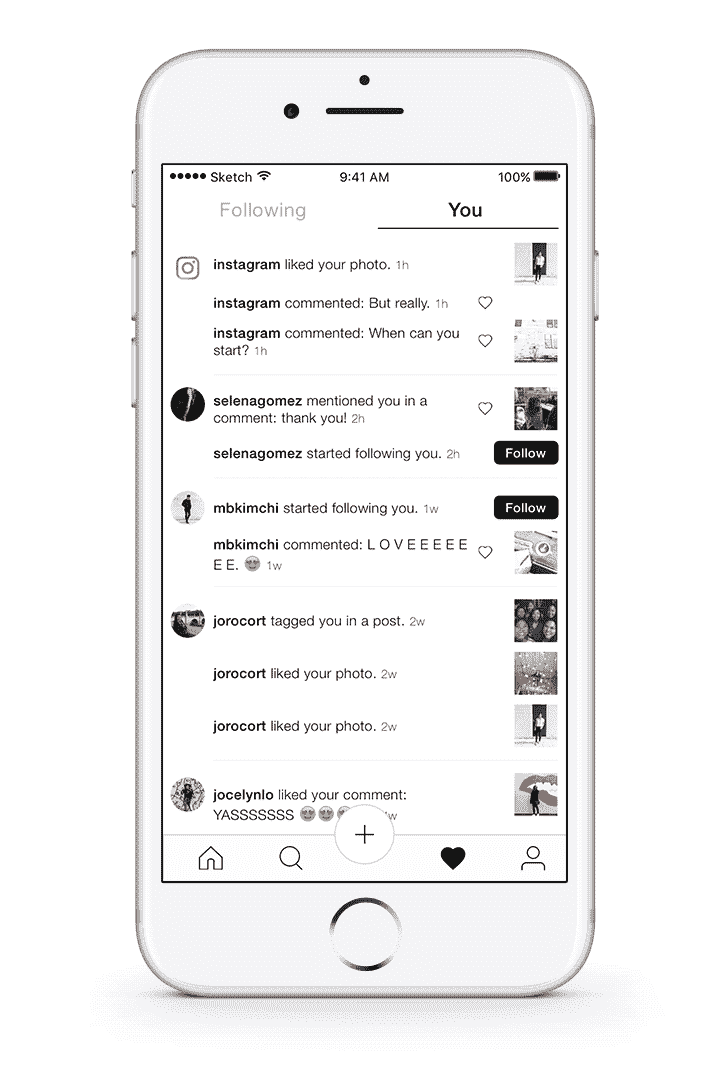 Sketch 9:41 AM 100%
Following You
instagram liked your photo. 1h
instagram commented: But really. 1h
instagram commented: When can you
start? 1h
selenagomez mentioned you in a
comment: thank you! 2h
selenagomez started following you. 2h Follow
mbkimchi started following you. 1w Follow
mbkimchi commented: L O V E E E E E
E E. 😍 1w
jorocort tagged you in a post. 2w
jorocort liked your photo. 2w
jorocort liked your photo. 2w
jocelynlo liked your comment:
YASSSSSSS 😍😍😍